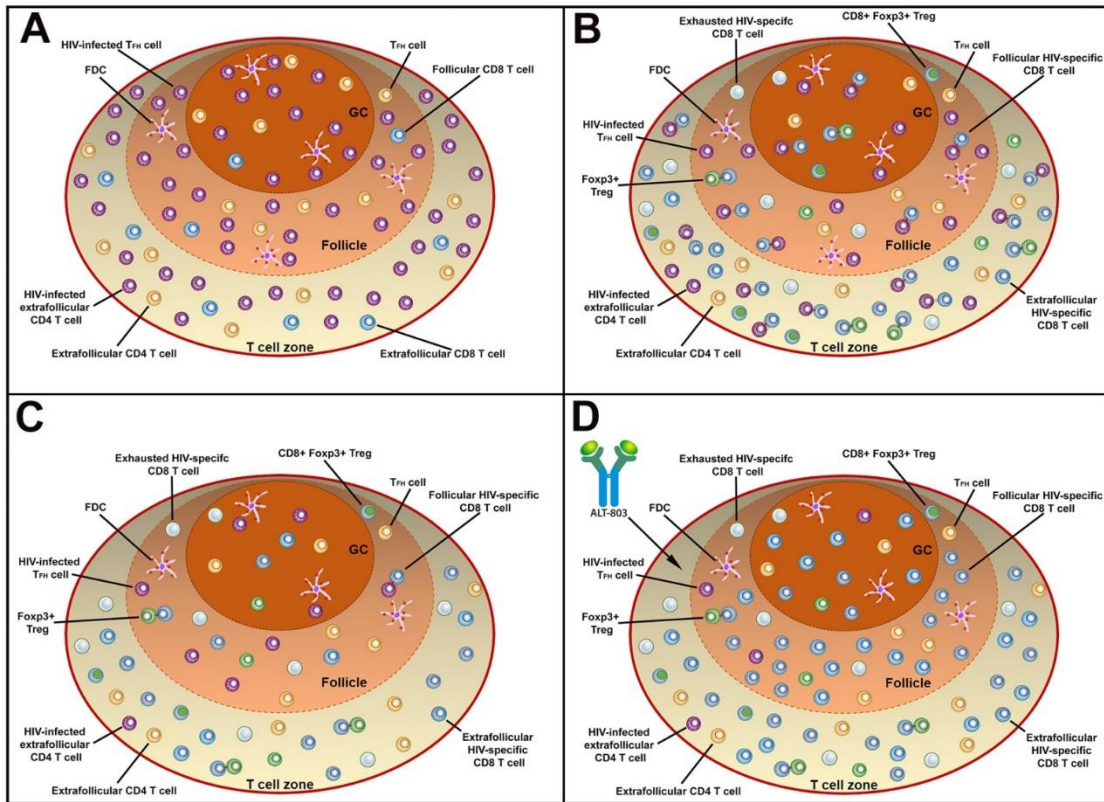 A
HIV-infected TFH cell
FDC
TFH cell
Follicular CD8 T cell
GC
Follicle
HIV-infected
extrafollicular
CD4 T cell
Extrafollicular CD4 T cell
T cell zone
Extrafollicular CD8 T cell
B
Exhausted HIV-specifc
CD8 T cell
CD8+ Foxp3+ Treg
FDC
TFH cell
Follicular HIV-specific
CD8 T cell
GC
HIV-infected
TFH cell
Foxp3+
Treg
Follicle
HIV-infected
extrafollicular
CD4 T cell
Extrafollicular CD4 T cell
T cell zone
Extrafollicular
HIV-specific
CD8 T cell
C
Exhausted HIV-specifc
CD8 T cell
CD8+ Foxp3+ Treg
FDC
TFH cell
Follicular HIV-specific
CD8 T cell
GC
HIV-infected
TFH cell
Foxp3+
Treg
Follicle
HIV-infected
extrafollicular
CD4 T cell
Extrafollicular CD4 T cell
T cell zone
Extrafollicular
HIV-specific
CD8 T cell
D
ALT-803
Exhausted HIV-specifc
CD8 T cell
CD8+ Foxp3+ Treg
FDC
TFH cell
Follicular HIV-specific
CD8 T cell
GC
HIV-infected
TFH cell
Foxp3+
Treg
Follicle
HIV-infected
extrafollicular
CD4 T cell
Extrafollicular CD4 T cell
T cell zone
Extrafollicular
HIV-specific
CD8 T cell